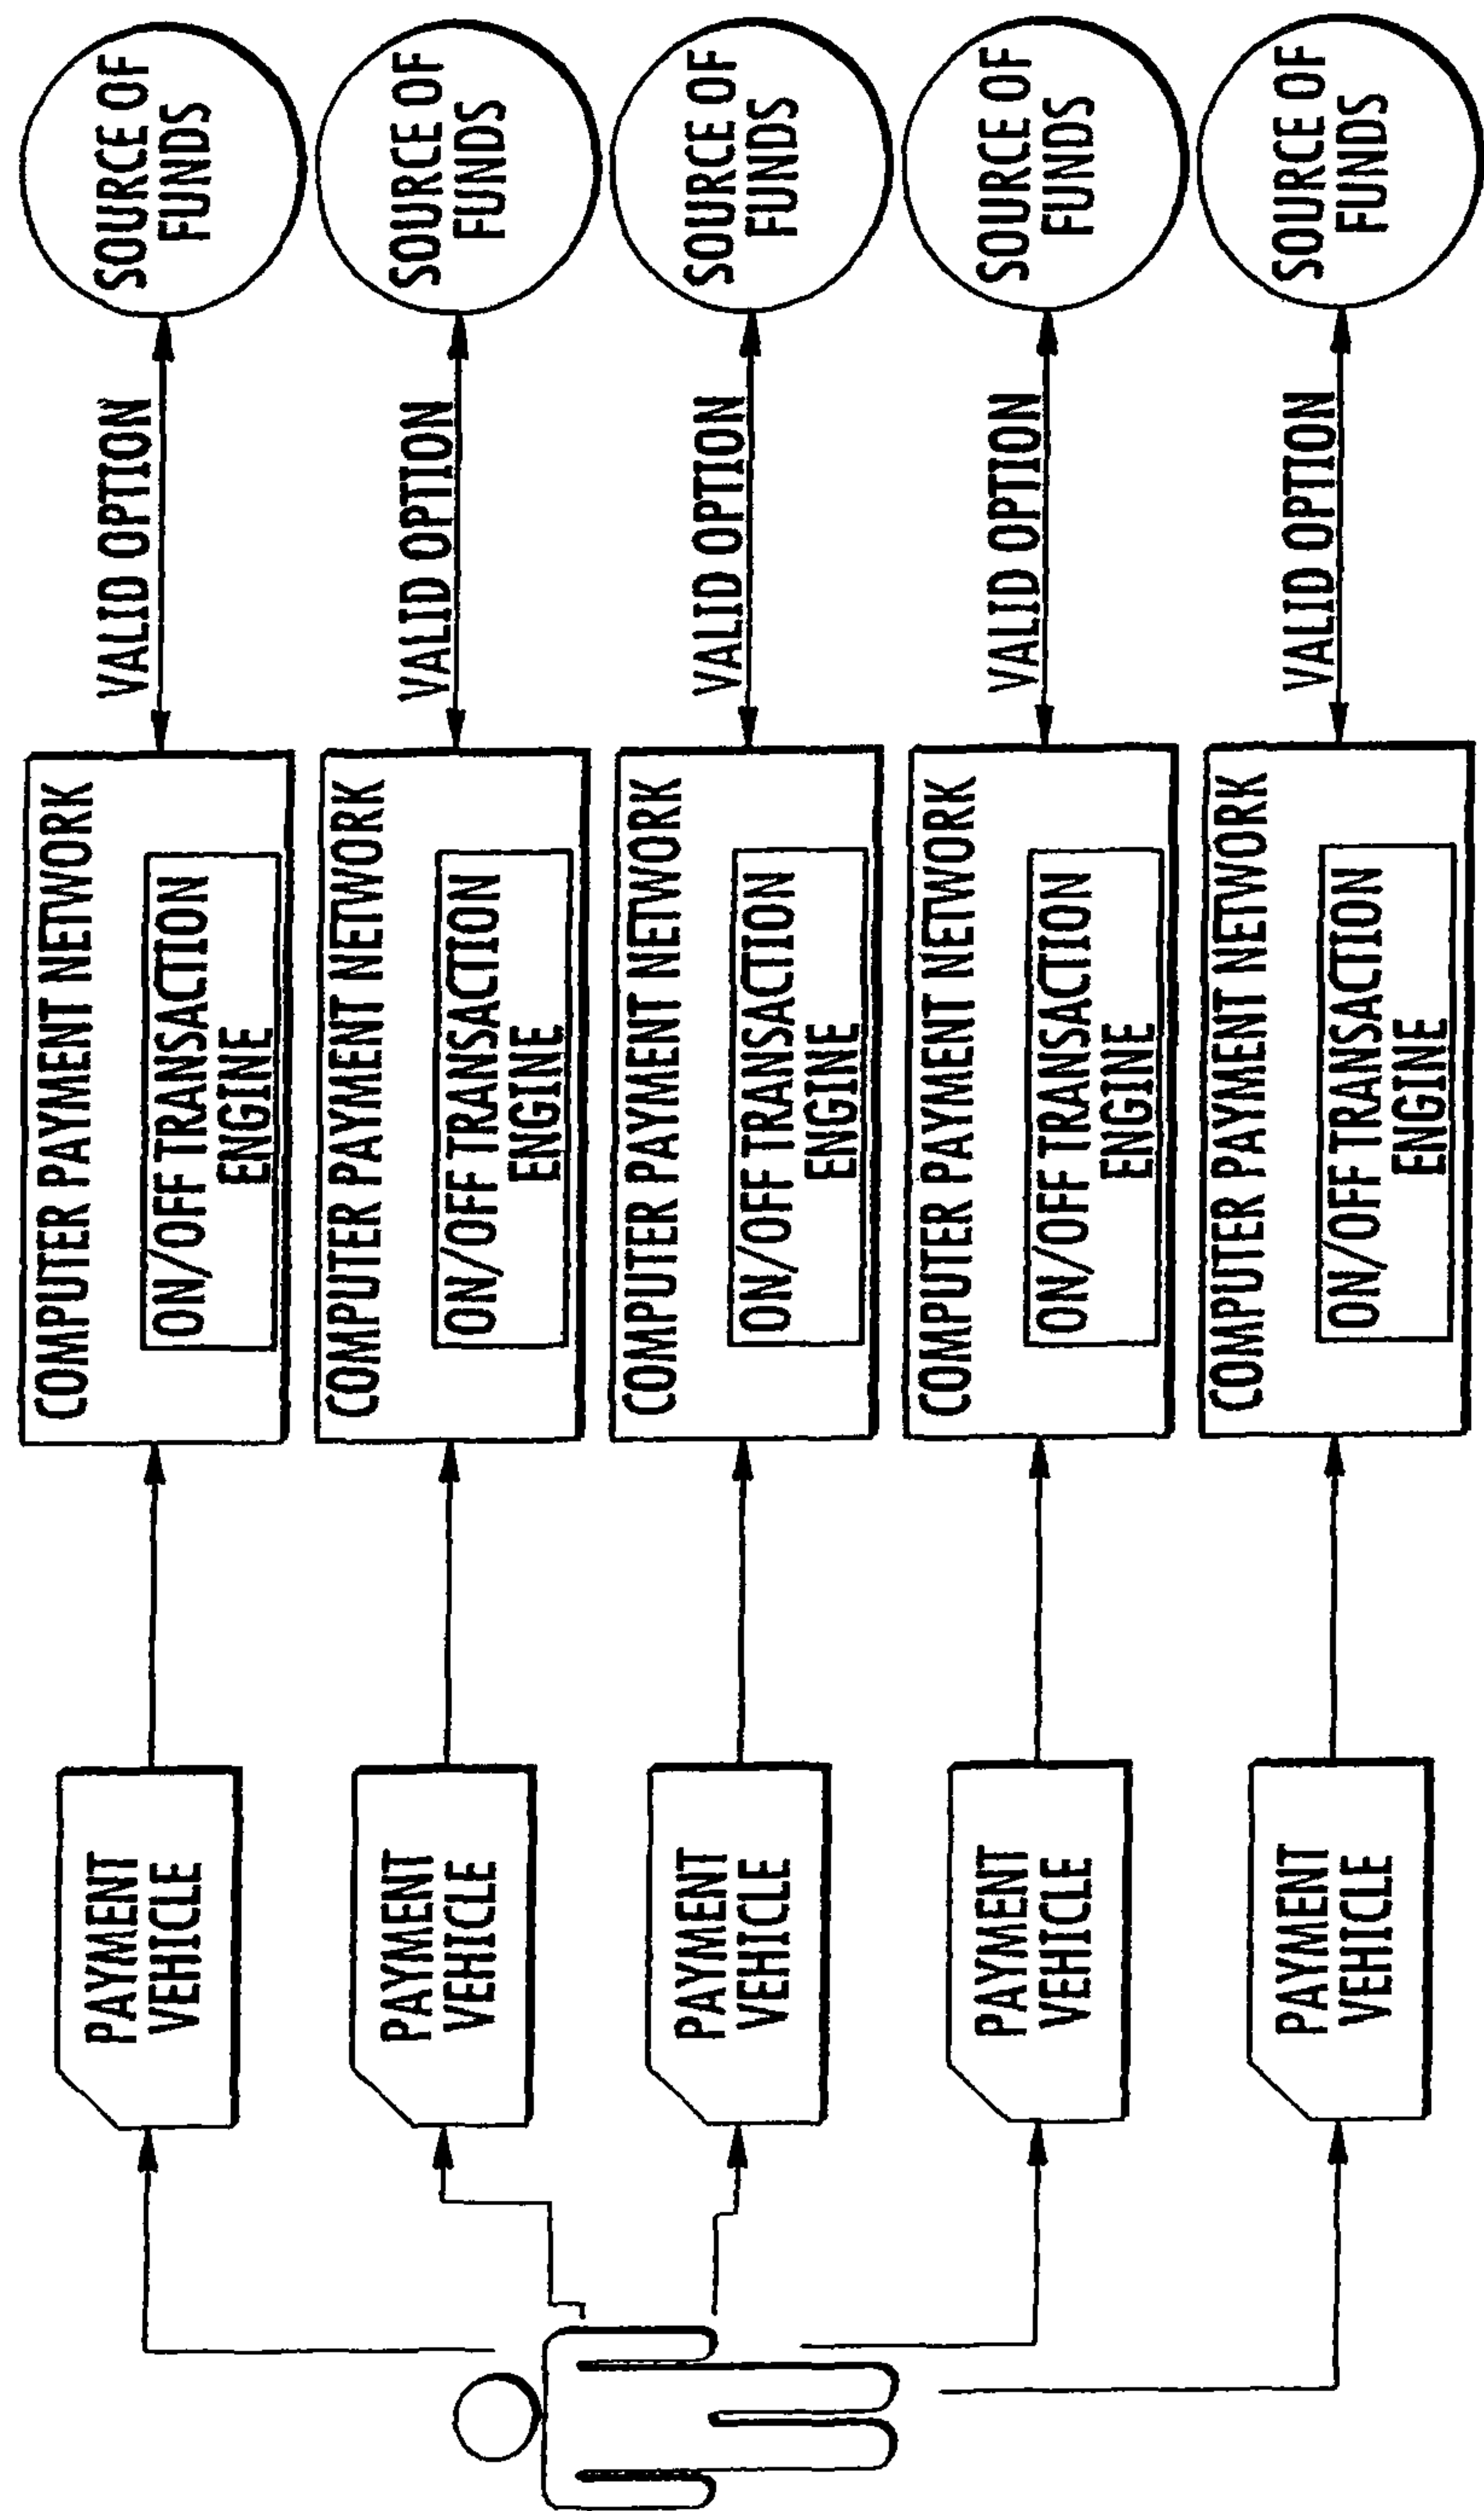 PAYMENT
VEHICLE
COMPUTER PAYMENT NETWORK
ON/OFF TRANSACTION
ENGINE
VALID OPTION
SOURCE OF
FUNDS
PAYMENT
VEHICLE
COMPUTER PAYMENT NETWORK
ON/OFF TRANSACTION
ENGINE
VALID OPTION
SOURCE OF
FUNDS
PAYMENT
VEHICLE
COMPUTER PAYMENT NETWORK
ON/OFF TRANSACTION
ENGINE
VALID OPTION
SOURCE OF
FUNDS
PAYMENT
VEHICLE
COMPUTER PAYMENT NETWORK
ON/OFF TRANSACTION
ENGINE
VALID OPTION
SOURCE OF
FUNDS
PAYMENT
VEHICLE
COMPUTER PAYMENT NETWORK
ON/OFF TRANSACTION
ENGINE
VALID OPTION
SOURCE OF
FUNDS